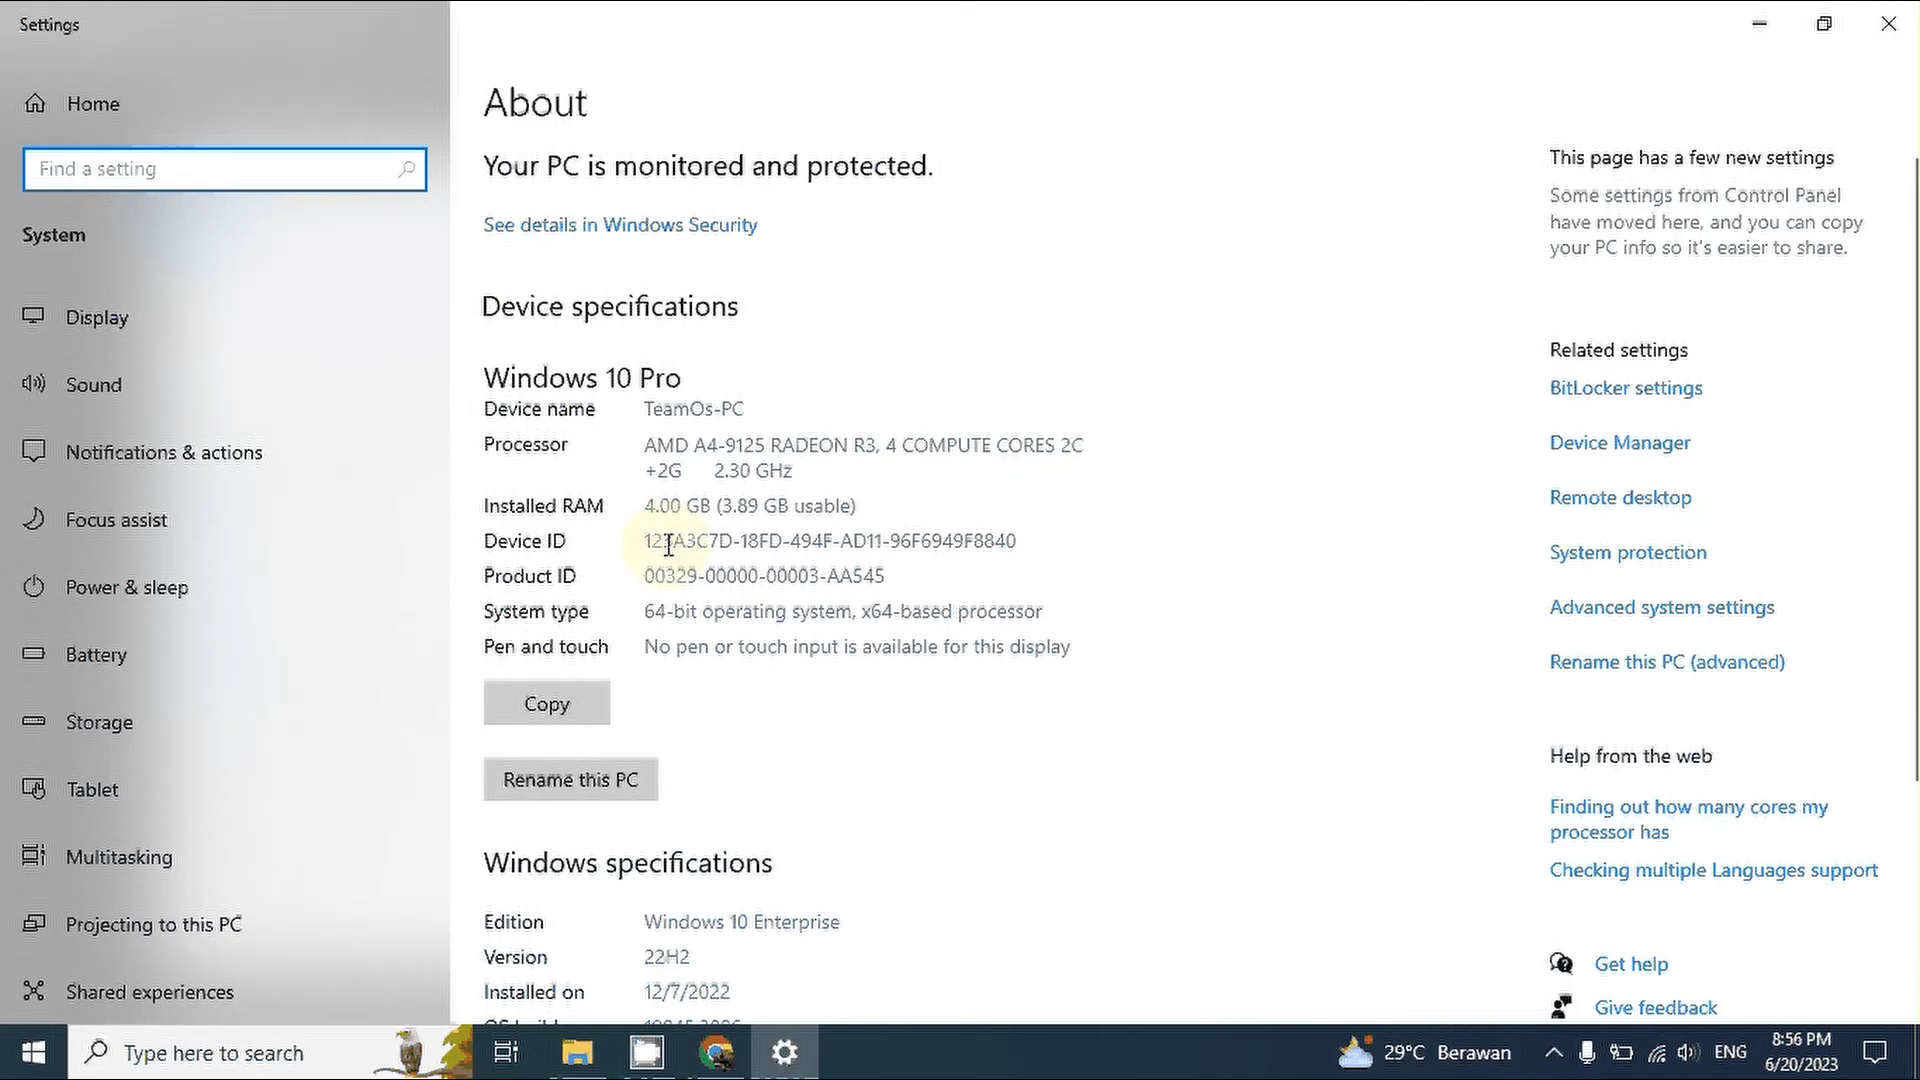 Settings
Home
Find a setting
System
Display
Sound
Notifications & actions
Focus assist
Power & sleep
Battery
Storage
Tablet
Multitasking
Projecting to this PC
Shared experiences
About
Your PC is monitored and protected.
See details in Windows Security
Device specifications
Windows 10 Pro
Device name TeamOs-PC
Processor AMD A4-9125 RADEON R3, 4 COMPUTE CORES 2C
+2G 2.30 GHz
Installed RAM 4.00 GB (3.89 GB usable)
Device ID 123A3C7D-18FD-494F-AD11-96F6949F8840
Product ID 00329-00000-00003-AA545
System type 64-bit operating system, x64-based processor
Pen and touch No pen or touch input is available for this display
Copy
Rename this PC
Windows specifications
Edition Windows 10 Enterprise
Version 22H2
Installed on 12/7/2022
This page has a few new settings
Some settings from Control Panel
have moved here, and you can copy
your PC info so it's easier to share.
Related settings
BitLocker settings
Device Manager
Remote desktop
System protection
Advanced system settings
Rename this PC (advanced)
Help from the web
Finding out how many cores my
processor has
Checking multiple Languages support
Get help
Give feedback
Type here to search
29°C Berawan
ENG
8:56 PM
6/20/2023